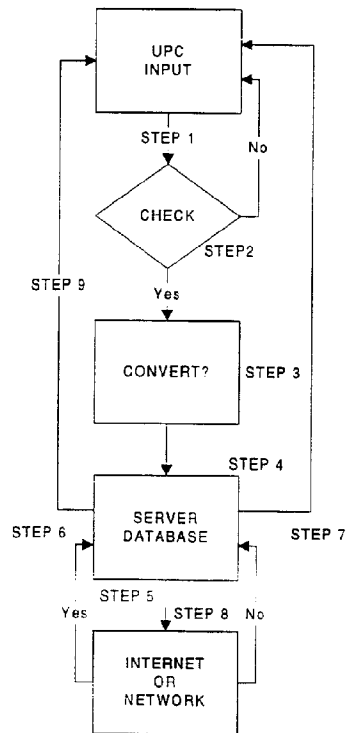 UPC
INPUT
STEP 1
No
CHECK
STEP2
STEP 9
Yes
CONVERT?
STEP 3
STEP 4
SERVER
DATABASE
STEP 6
STEP 7
STEP 5
Yes
STEP 8
No
INTERNET
OR
NETWORK